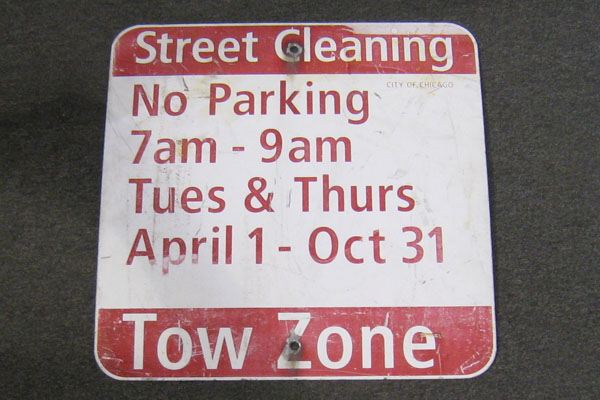 Street Cleaning
CITY OF CHICAGO
No Parking
7am - 9am
Tues & Thurs
April 1 - Oct 31
Tow Zone